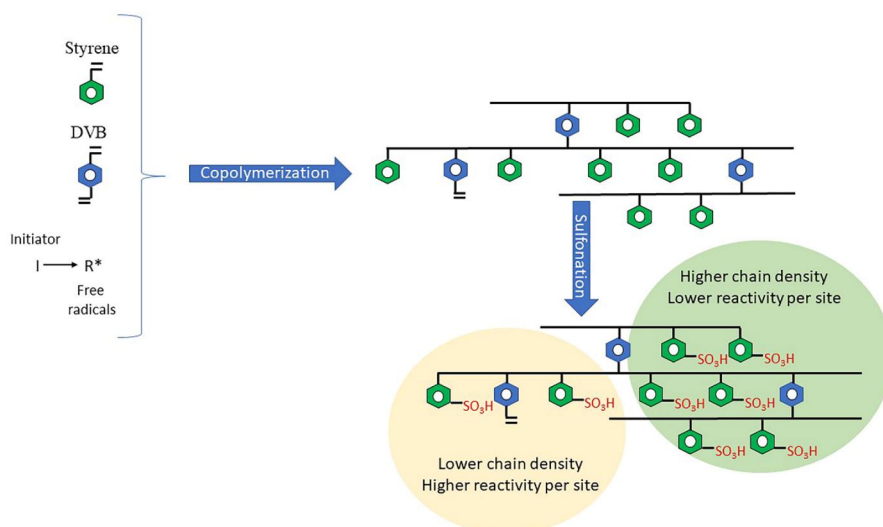 Styrene
DVB
Initiator
I R*
Free
radicals
Copolymerization
Sulfonation
Higher chain density
Lower reactivity per site
SO3H
SO3H
SO3H
SO3H
SO3H
SO3H
SO3H
SO3H
Lower chain density
Higher reactivity per site